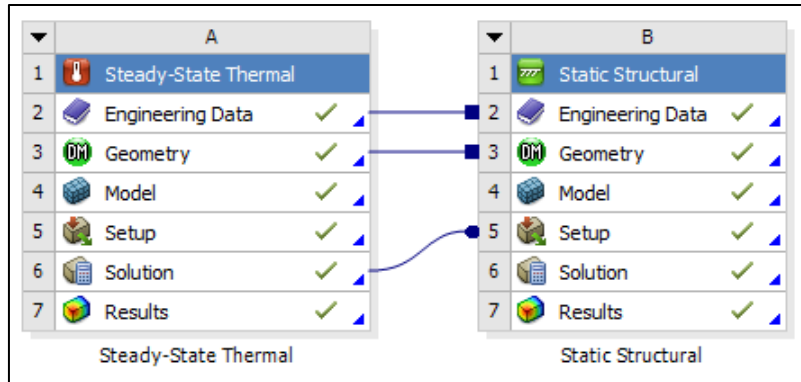 A
1 Steady-State Thermal
2 Engineering Data
3 DM Geometry
4 Model
5 Setup
6 Solution
7 Results
Steady-State Thermal
B
1 Static Structural
2 Engineering Data
3 DM Geometry
4 Model
5 Setup
6 Solution
7 Results
Static Structural